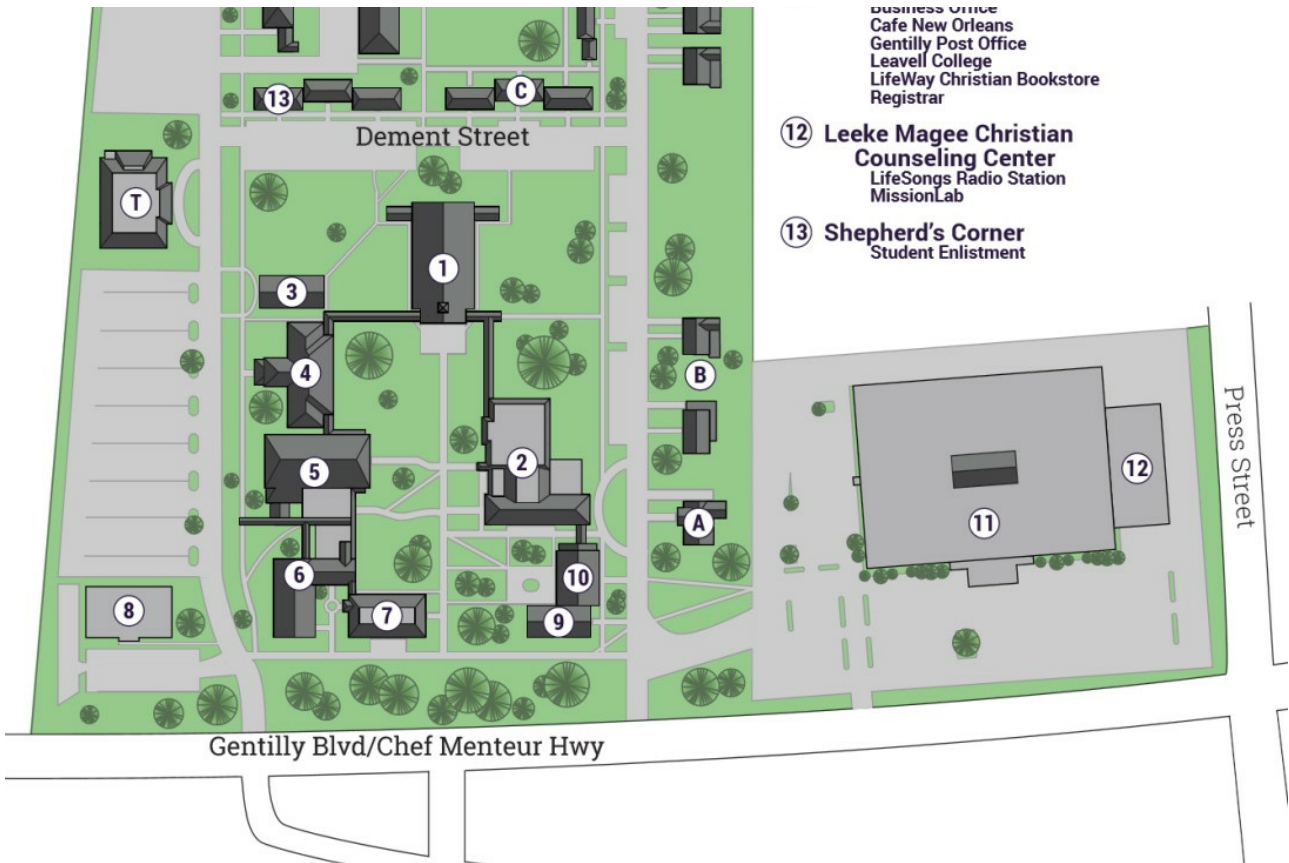 Business Office
Cafe New Orleans
Gentilly Post Office
Leavell College
LifeWay Christian Bookstore
Registrar
12 Leeke Magee Christian
Counseling Center
LifeSongs Radio Station
MissionLab
13 Shepherd's Corner
Student Enlistment
13
C
Dement Street
T
1
3
4
B
5
2
12
Press Street
11
A
6
10
8
7
9
Gentilly Blvd/Chef Menteur Hwy